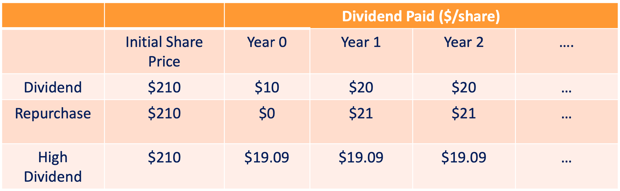 Dividend Paid ($/share)
Initial Share Price Year 0 Year 1 Year 2 ....
Dividend $210 $10 $20 $20 ...
Repurchase $210 $0 $21 $21 ...
High Dividend $210 $19.09 $19.09 $19.09 ...